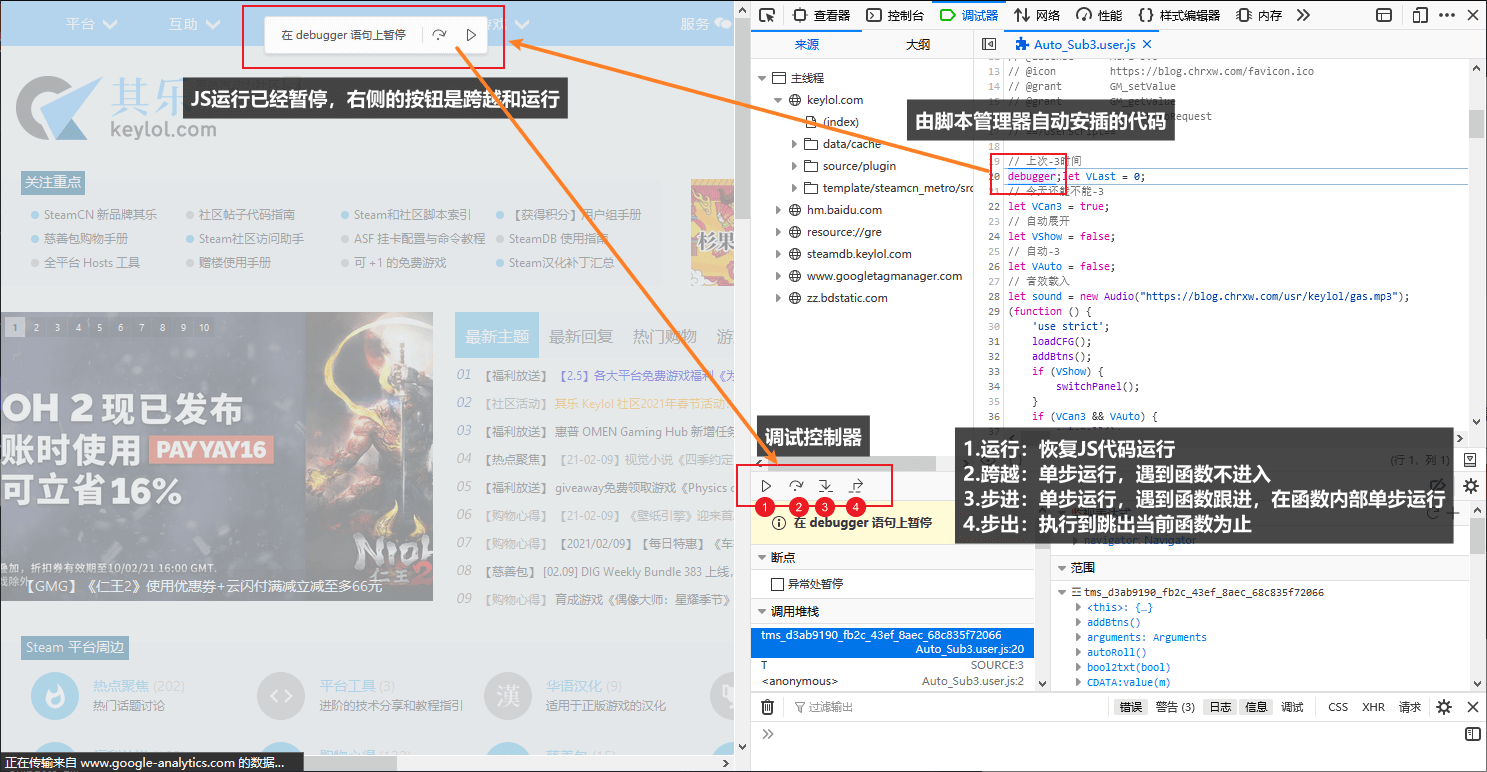 平台
互助
服务
在 debugger 语句上暂停
JS运行已经暂停，右侧的按钮是跨越和运行
其乐
keylol.com
关注重点
SteamCN 新品牌其乐
社区帖子代码指南
Steam和社区脚本索引
【获得积分】用户组手册
慈善包购物手册
Steam社区访问助手
ASF 挂卡配置与命令教程
SteamDB 使用指南
全平台 Hosts 工具
赠楼使用手册
可 +1 的免费游戏
Steam汉化补丁汇总
杉果
1 2 3 4 5 6 7 8 9 10
OH 2 现已发布
账时使用 PAYYAY16
可立省 16%
叠加，折扣券有效期至10/02/21 16:00 GMT.
【GMG】《仁王2》使用优惠券+云闪付满减立减至多66元
NIOH
仁王2
最新主题
最新回复
热门购物
游
01 【福利放送】 【2.5】各大平台免费游戏福利《为
02 【社区活动】 其乐 Keylol 社区2021年春节活动
03 【福利放送】 惠普 OMEN Gaming Hub 新增任务
04 【热点聚焦】 【21-02-09】视觉小说《四季约定
05 【福利放送】 giveaway免费领取游戏《Physics
06 【购物心得】 【21-02-09】《壁纸引擎》迎来首
07 【购物心得】 【2021/02/09】【每日特惠】《车
08 【慈善包】 [02.09] DIG Weekly Bundle 383 上线，
09 【购物心得】 育成游戏《偶像大师：星耀季节》
Steam 平台周边
热点聚焦 (202)
热门话题讨论
平台工具 (3)
进阶的技术分享和教程指引
漢
华语汉化 (9)
适用于正版游戏的汉化
正在传输来自 www.google-analytics.com 的数据...
查看器
控制台
调试器
网络
性能
样式编辑器
内存
来源
大纲
Auto_Sub3.user.js
主线程
keylol.com
(index)
data/cache
source/plugin
template/steamcn_metro/src
hm.baidu.com
resource://gre
steamdb.keylol.com
www.googletagmanager.com
zz.bdstatic.com
13 // @icon https://blog.chrxw.com/favicon.ico
14 // @grant GM_setValue
15 // @grant GM_getValue
由脚本管理器自动安插的代码
18
19 // 上次-3时间
20 debugger;let VLast = 0;
21 // 今天还能不能-3
22 let VCan3 = true;
23 // 自动展开
24 let VShow = false;
25 // 自动-3
26 let VAuto = false;
27 // 音效载入
28 let sound = new Audio("https://blog.chrxw.com/usr/keylol/gas.mp3");
29 (function () {
30 'use strict';
31 loadCFG();
32 addBtns();
33 if (VShow) {
34 switchPanel();
35 }
36 if (VCan3 && VAuto) {
(行 1，列 1)
调试控制器
1 2 3 4
1.运行：恢复JS代码运行
2.跨越：单步运行，遇到函数不进入
3.步进：单步运行，遇到函数跟进，在函数内部单步运行
4.步出：执行到跳出当前函数为止
在 debugger 语句上暂停
断点
异常处暂停
调用堆栈
tms_d3ab9190_fb2c_43ef_8aec_68c835f72066
Auto_Sub3.user.js:20
T SOURCE:3
<anonymous> Auto_Sub3.user.js:2
navigator: Navigator
范围
tms_d3ab9190_fb2c_43ef_8aec_68c835f72066
<this>: {…}
addBtns()
arguments: Arguments
autoRoll()
bool2txt(bool)
CDATA:value(m)
过滤输出
错误
警告 (3)
日志
信息
调试
CSS
XHR
请求